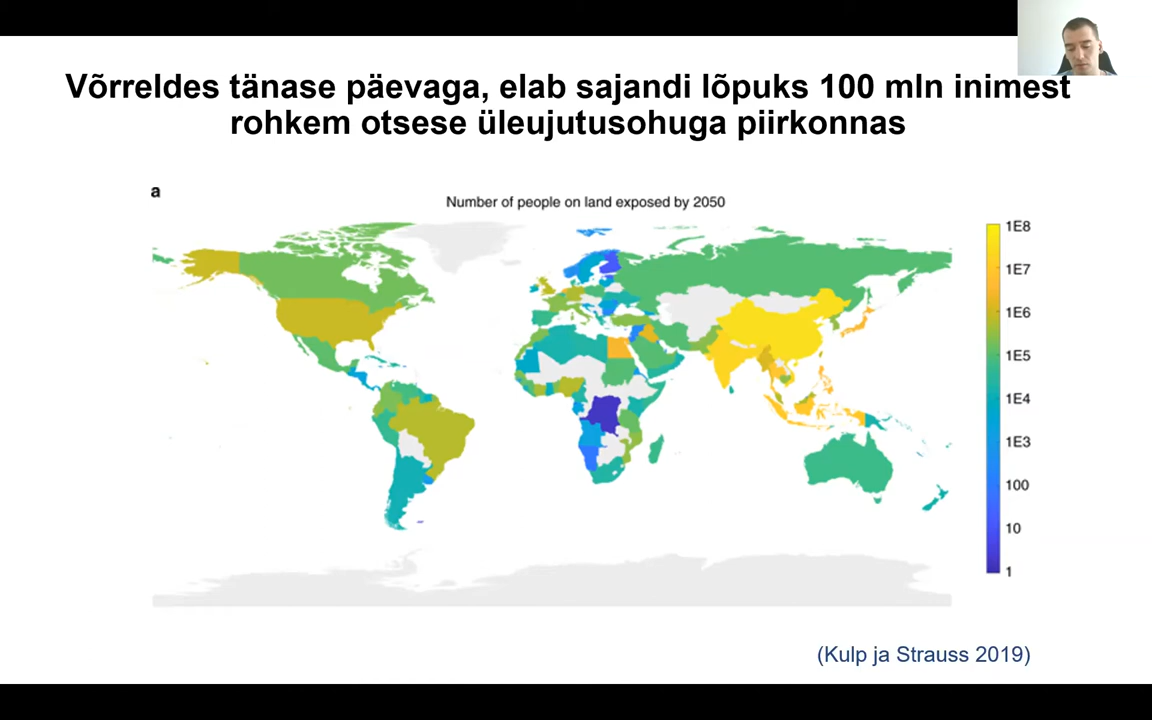 Võrreldes tänase päevaga, elab sajandi lõpuks 100 mln inimest
rohkem otsese üleujutusohuga piirkonnas
a
Number of people on land exposed by 2050
1E8
1E7
1E6
1E5
1E4
1E3
100
10
1
(Kulp ja Strauss 2019)